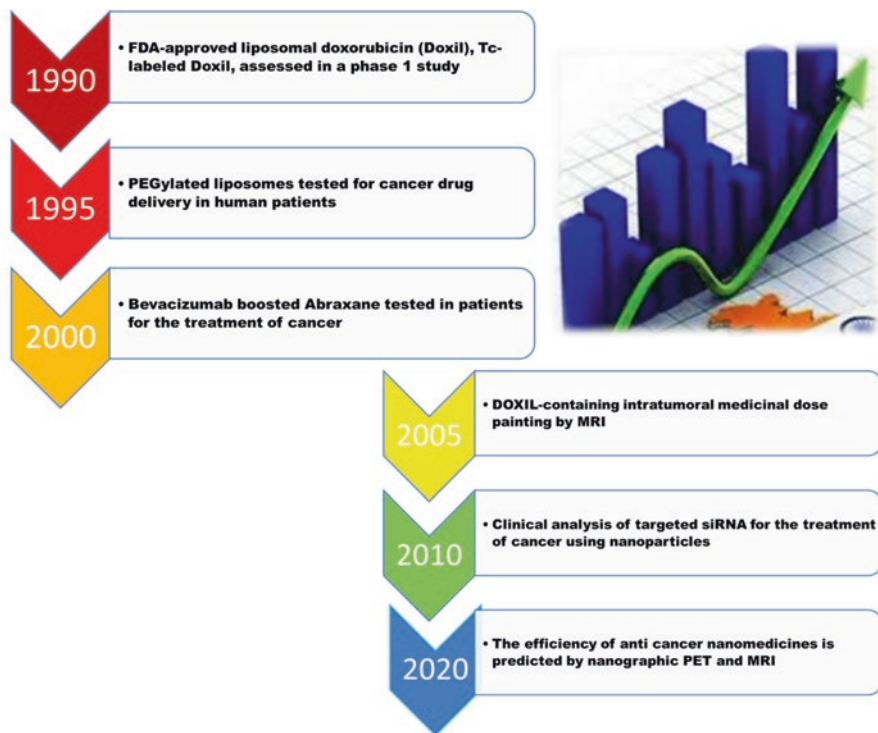 1990
• FDA-approved liposomal doxorubicin (Doxil), Tc-
labeled Doxil, assessed in a phase 1 study
1995
• PEGylated liposomes tested for cancer drug
delivery in human patients
2000
• Bevacizumab boosted Abraxane tested in patients
for the treatment of cancer
2005
• DOXIL-containing intratumoral medicinal dose
painting by MRI
2010
• Clinical analysis of targeted siRNA for the treatment
of cancer using nanoparticles
2020
• The efficiency of anti cancer nanomedicines is
predicted by nanographic PET and MRI